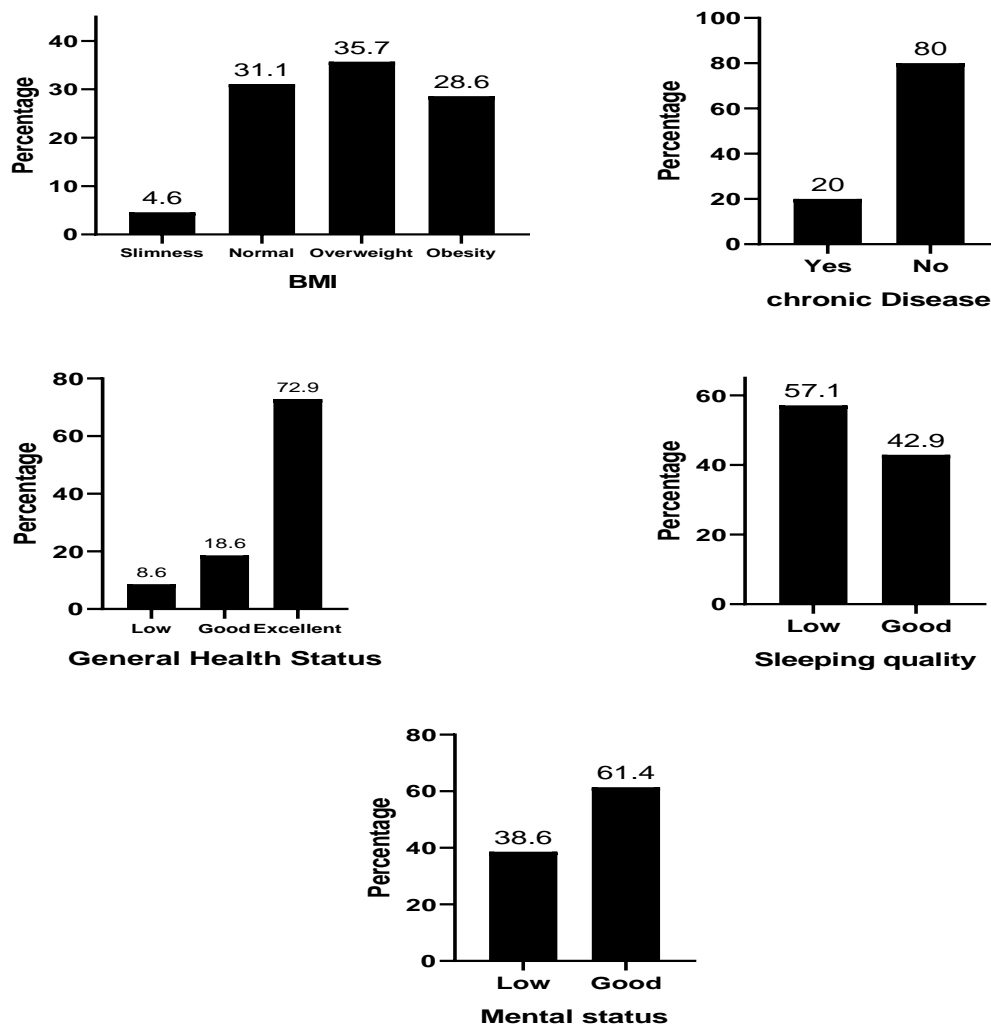 Percentage
40
30
20
10
0
4.6
31.1
35.7
28.6
Slimness Normal Overweight Obesity
BMI
Percentage
100
80
60
40
20
0
20
80
Yes No
chronic Disease
Percentage
80
60
40
20
0
8.6
18.6
72.9
Low Good Excellent
General Health Status
Percentage
60
40
20
0
57.1
42.9
Low Good
Sleeping quality
Percentage
80
60
40
20
0
38.6
61.4
Low Good
Mental status